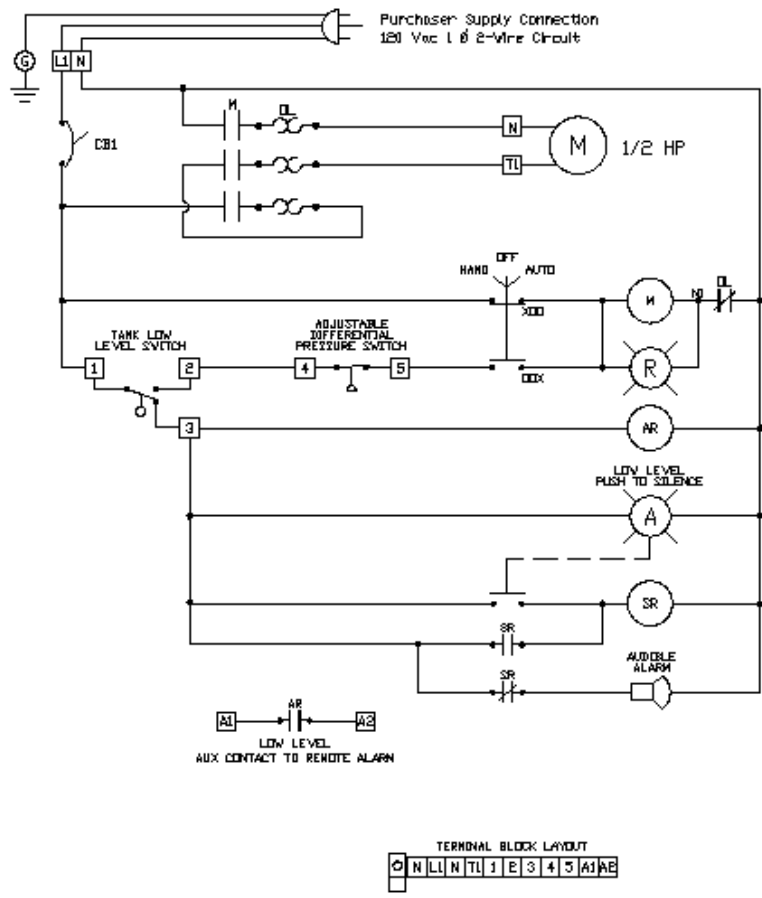 Purchaser Supply Connection
120 Vac 1 Ø 2-Wire Circuit
G
L1 N
M
OL
CB1
N
M
1/2 HP
T1
OFF
HAND AUTO
OL
M
NO
XOO
TANK LOW
LEVEL SWITCH
ADJUSTABLE
DIFFERENTIAL
PRESSURE SWITCH
1
2
4
5
R
OOX
3
AR
LOW LEVEL
PUSH TO SILENCE
A
SR
SR
AUDIBLE
ALARM
SR
AR
A1
A2
LOW LEVEL
AUX CONTACT TO REMOTE ALARM
TERMINAL BLOCK LAYOUT
N L1 N T1 1 2 3 4 5 A1 A2